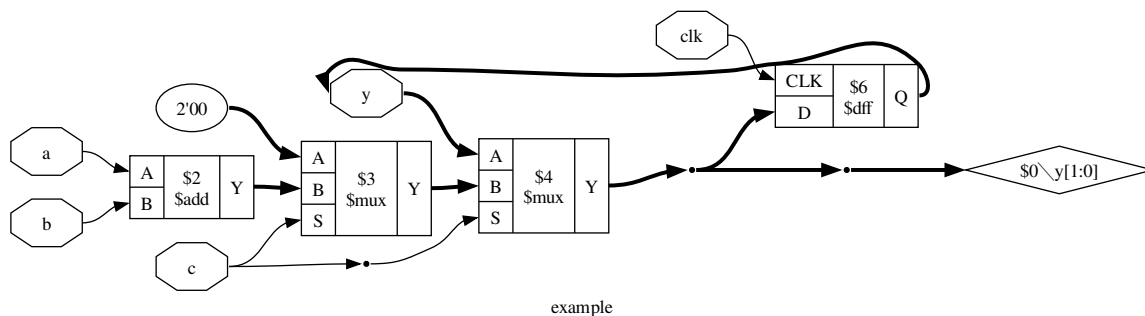 clk
CLK
D
$6
$dff
Q
y
2'00
a
b
A
B
$2
$add
Y
A
B
S
$3
$mux
Y
A
B
S
$4
$mux
Y
c
$0\y[1:0]
example